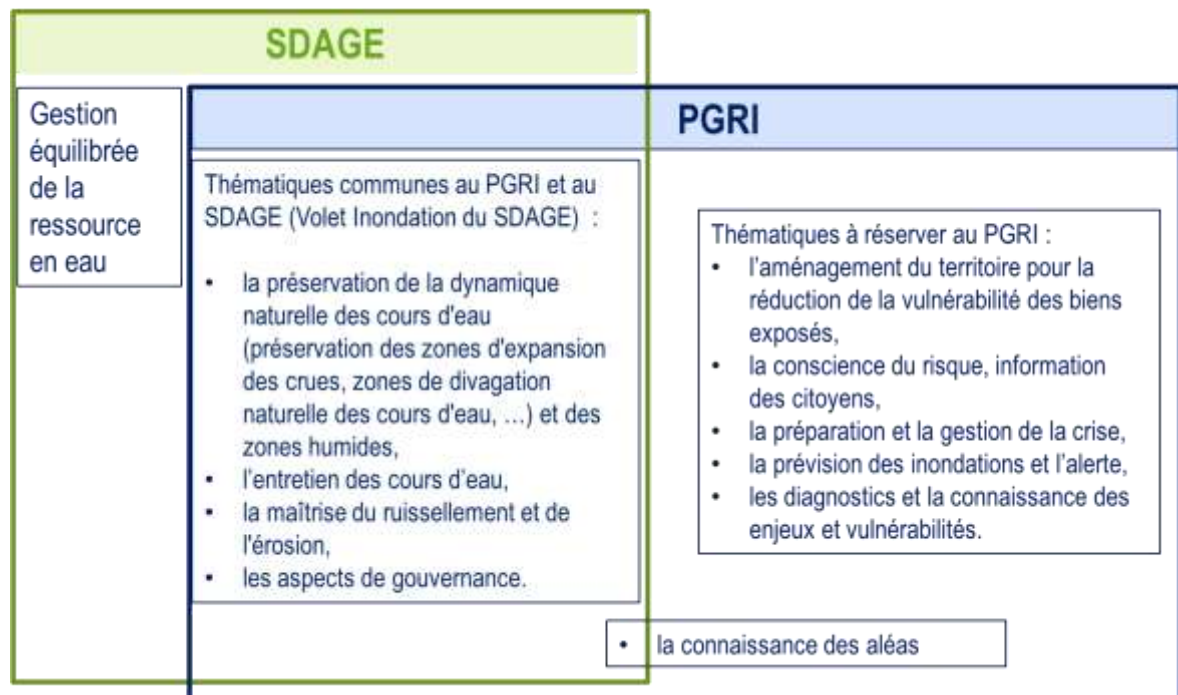 SDAGE
PGRI
Gestion
équilibrée
de la
ressource
en eau
Thématiques communes au PGRI et au
SDAGE (Volet Inondation du SDAGE) :
• la préservation de la dynamique
naturelle des cours d'eau
(préservation des zones d'expansion
des crues, zones de divagation
naturelle des cours d'eau, …) et des
zones humides,
• l'entretien des cours d'eau,
• la maîtrise du ruissellement et de
l'érosion,
• les aspects de gouvernance.
Thématiques à réserver au PGRI :
• l'aménagement du territoire pour la
réduction de la vulnérabilité des biens
exposés,
• la conscience du risque, information
des citoyens,
• la préparation et la gestion de la crise,
• la prévision des inondations et l'alerte,
• les diagnostics et la connaissance des
enjeux et vulnérabilités.
• la connaissance des aléas